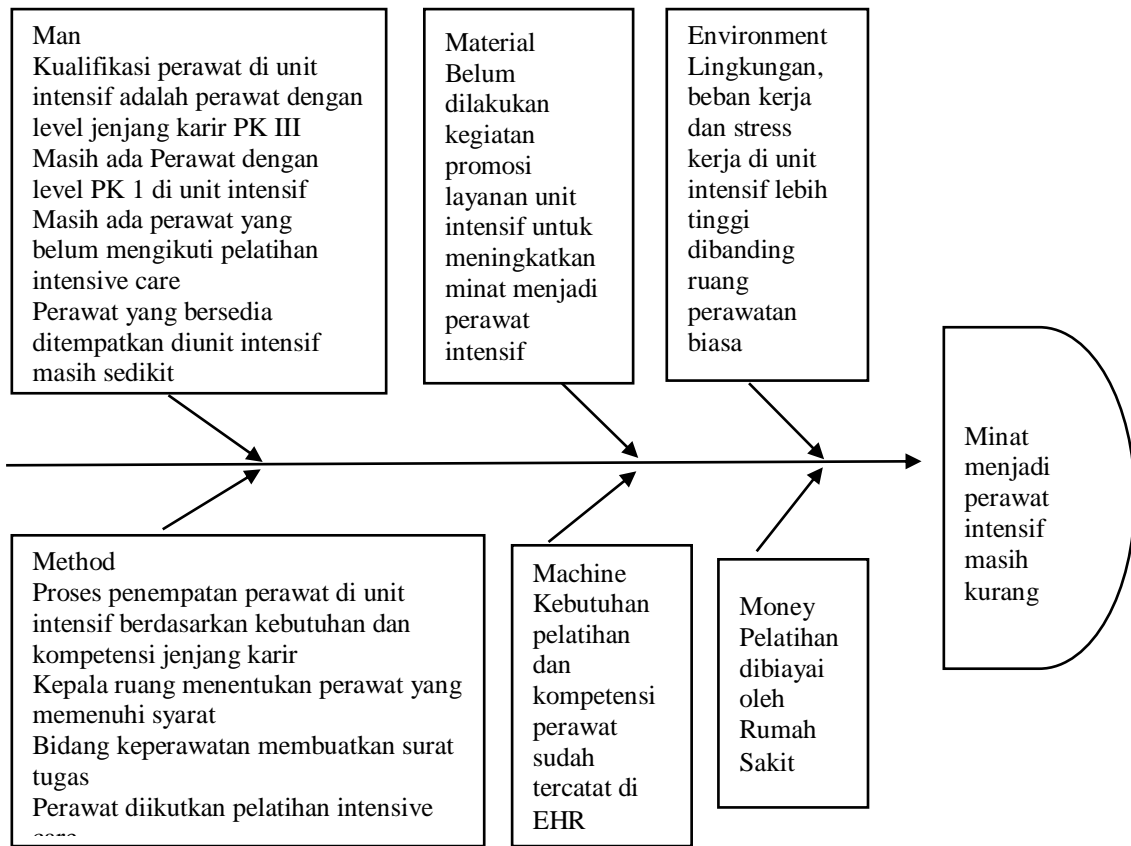 Man
Kualifikasi perawat di unit
intensif adalah perawat dengan
level jenjang karir PK III
Masih ada Perawat dengan
level PK 1 di unit intensif
Masih ada perawat yang
belum mengikuti pelatihan
intensive care
Perawat yang bersedia
ditempatkan diunit intensif
masih sedikit
Material
Belum
dilakukan
kegiatan
promosi
layanan unit
intensif untuk
meningkatkan
minat menjadi
perawat
intensif
Environment
Lingkungan,
beban kerja
dan stress
kerja di unit
intensif lebih
tinggi
dibanding
ruang
perawatan
biasa
Minat
menjadi
perawat
intensif
masih
kurang
Method
Proses penempatan perawat di unit
intensif berdasarkan kebutuhan dan
kompetensi jenjang karir
Kepala ruang menentukan perawat yang
memenuhi syarat
Bidang keperawatan membuatkan surat
tugas
Perawat diikutkan pelatihan intensive
Machine
Kebutuhan
pelatihan
dan
kompetensi
perawat
sudah
tercatat di
EHR
Money
Pelatihan
dibiayai
oleh
Rumah
Sakit